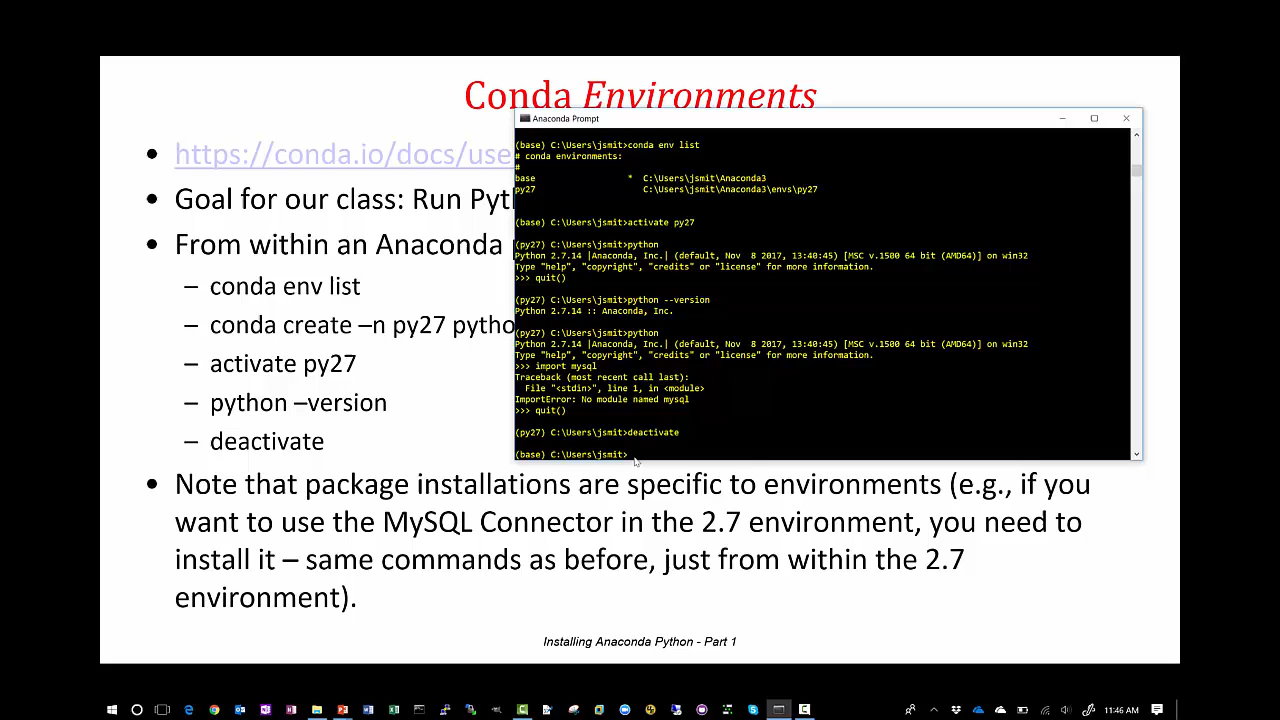 Conda Environments
• https://conda.io/docs/use
• Goal for our class: Run Pyth
• From within an Anaconda
– conda env list
– conda create –n py27 pytho
– activate py27
– python –version
– deactivate
• Note that package installations are specific to environments (e.g., if you
want to use the MySQL Connector in the 2.7 environment, you need to
install it – same commands as before, just from within the 2.7
environment).
Installing Anaconda Python - Part 1
Anaconda Prompt
(base) C:\Users\jsmit>conda env list
# conda environments:
#
base * C:\Users\jsmit\Anaconda3
py27 C:\Users\jsmit\Anaconda3\envs\py27
(base) C:\Users\jsmit>activate py27
(py27) C:\Users\jsmit>python
Python 2.7.14 |Anaconda, Inc.| (default, Nov 8 2017, 13:40:45) [MSC v.1500 64 bit (AMD64)] on win32
Type "help", "copyright", "credits" or "license" for more information.
>>> quit()
(py27) C:\Users\jsmit>python --version
Python 2.7.14 :: Anaconda, Inc.
(py27) C:\Users\jsmit>python
Python 2.7.14 |Anaconda, Inc.| (default, Nov 8 2017, 13:40:45) [MSC v.1500 64 bit (AMD64)] on win32
Type "help", "copyright", "credits" or "license" for more information.
>>> import mysql
Traceback (most recent call last):
File "<stdin>", line 1, in <module>
ImportError: No module named mysql
>>> quit()
(py27) C:\Users\jsmit>deactivate
(base) C:\Users\jsmit>
11:46 AM